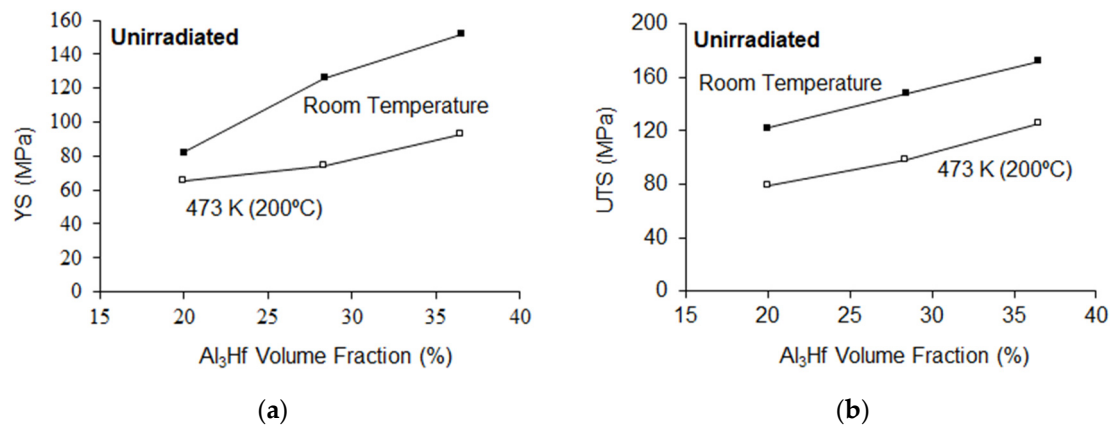 Unirradiated
160
140
120
100
80
60
40
20
0
YS (MPa)
Room Temperature
473 K (200ºC)
15 20 25 30 35 40
Al₃Hf Volume Fraction (%)
(a)
Unirradiated
200
160
120
80
40
0
UTS (MPa)
Room Temperature
473 K (200ºC)
15 20 25 30 35 40
Al₃Hf Volume Fraction (%)
(b)